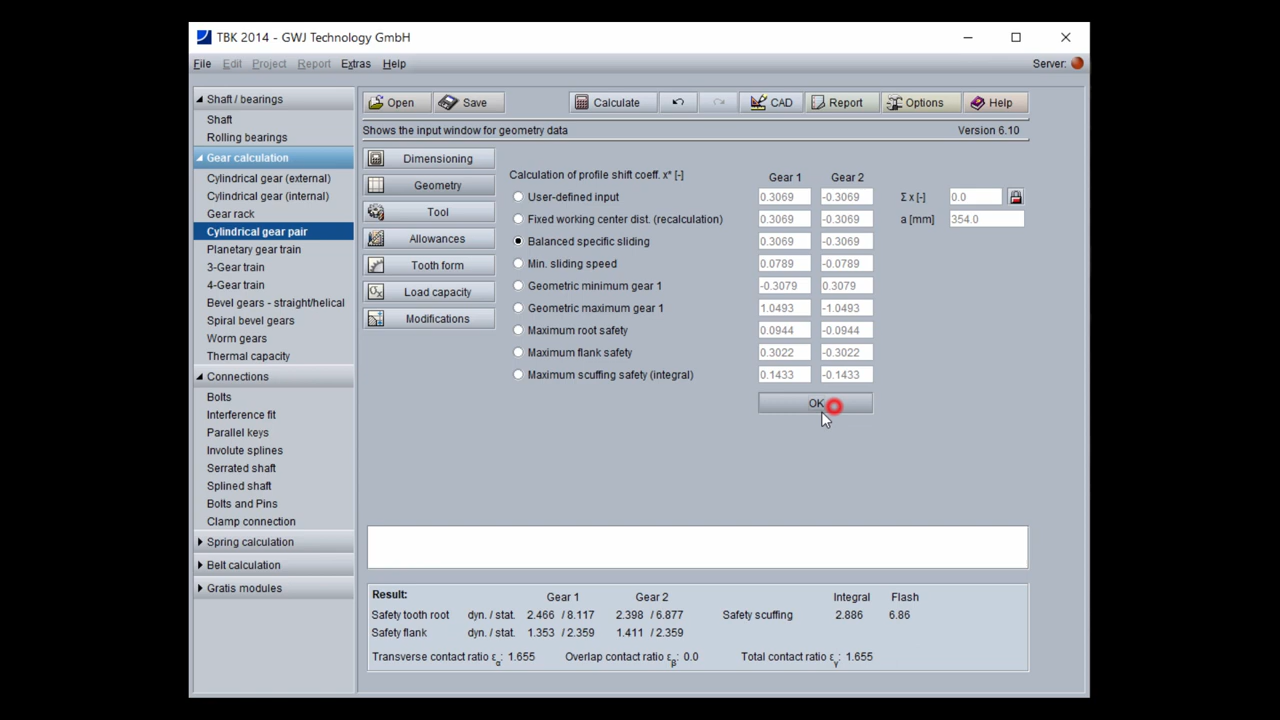 TBK 2014 - GWJ Technology GmbH
File Edit Project Report Extras Help Server:
Shaft / bearings
Shaft
Rolling bearings
Gear calculation
Cylindrical gear (external)
Cylindrical gear (internal)
Gear rack
Cylindrical gear pair
Planetary gear train
3-Gear train
4-Gear train
Bevel gears - straight/helical
Spiral bevel gears
Worm gears
Thermal capacity
Connections
Bolts
Interference fit
Parallel keys
Involute splines
Serrated shaft
Splined shaft
Bolts and Pins
Clamp connection
Spring calculation
Belt calculation
Gratis modules
Open Save Calculate CAD Report Options Help
Shows the input window for geometry data Version 6.10
Dimensioning
Geometry
Tool
Allowances
Tooth form
Load capacity
Modifications
Calculation of profile shift coeff. x* [-] Gear 1 Gear 2
User-defined input 0.3069 -0.3069 Σ x [-] 0.0
Fixed working center dist. (recalculation) 0.3069 -0.3069 a [mm] 354.0
Balanced specific sliding 0.3069 -0.3069
Min. sliding speed 0.0789 -0.0789
Geometric minimum gear 1 -0.3079 0.3079
Geometric maximum gear 1 1.0493 -1.0493
Maximum root safety 0.0944 -0.0944
Maximum flank safety 0.3022 -0.3022
Maximum scuffing safety (integral) 0.1433 -0.1433
OK
Result: Gear 1 Gear 2 Integral Flash
Safety tooth root dyn. / stat. 2.466 / 8.117 2.398 / 6.877 Safety scuffing 2.886 6.86
Safety flank dyn. / stat. 1.353 / 2.359 1.411 / 2.359
Transverse contact ratio εα: 1.655 Overlap contact ratio εβ: 0.0 Total contact ratio εγ: 1.655